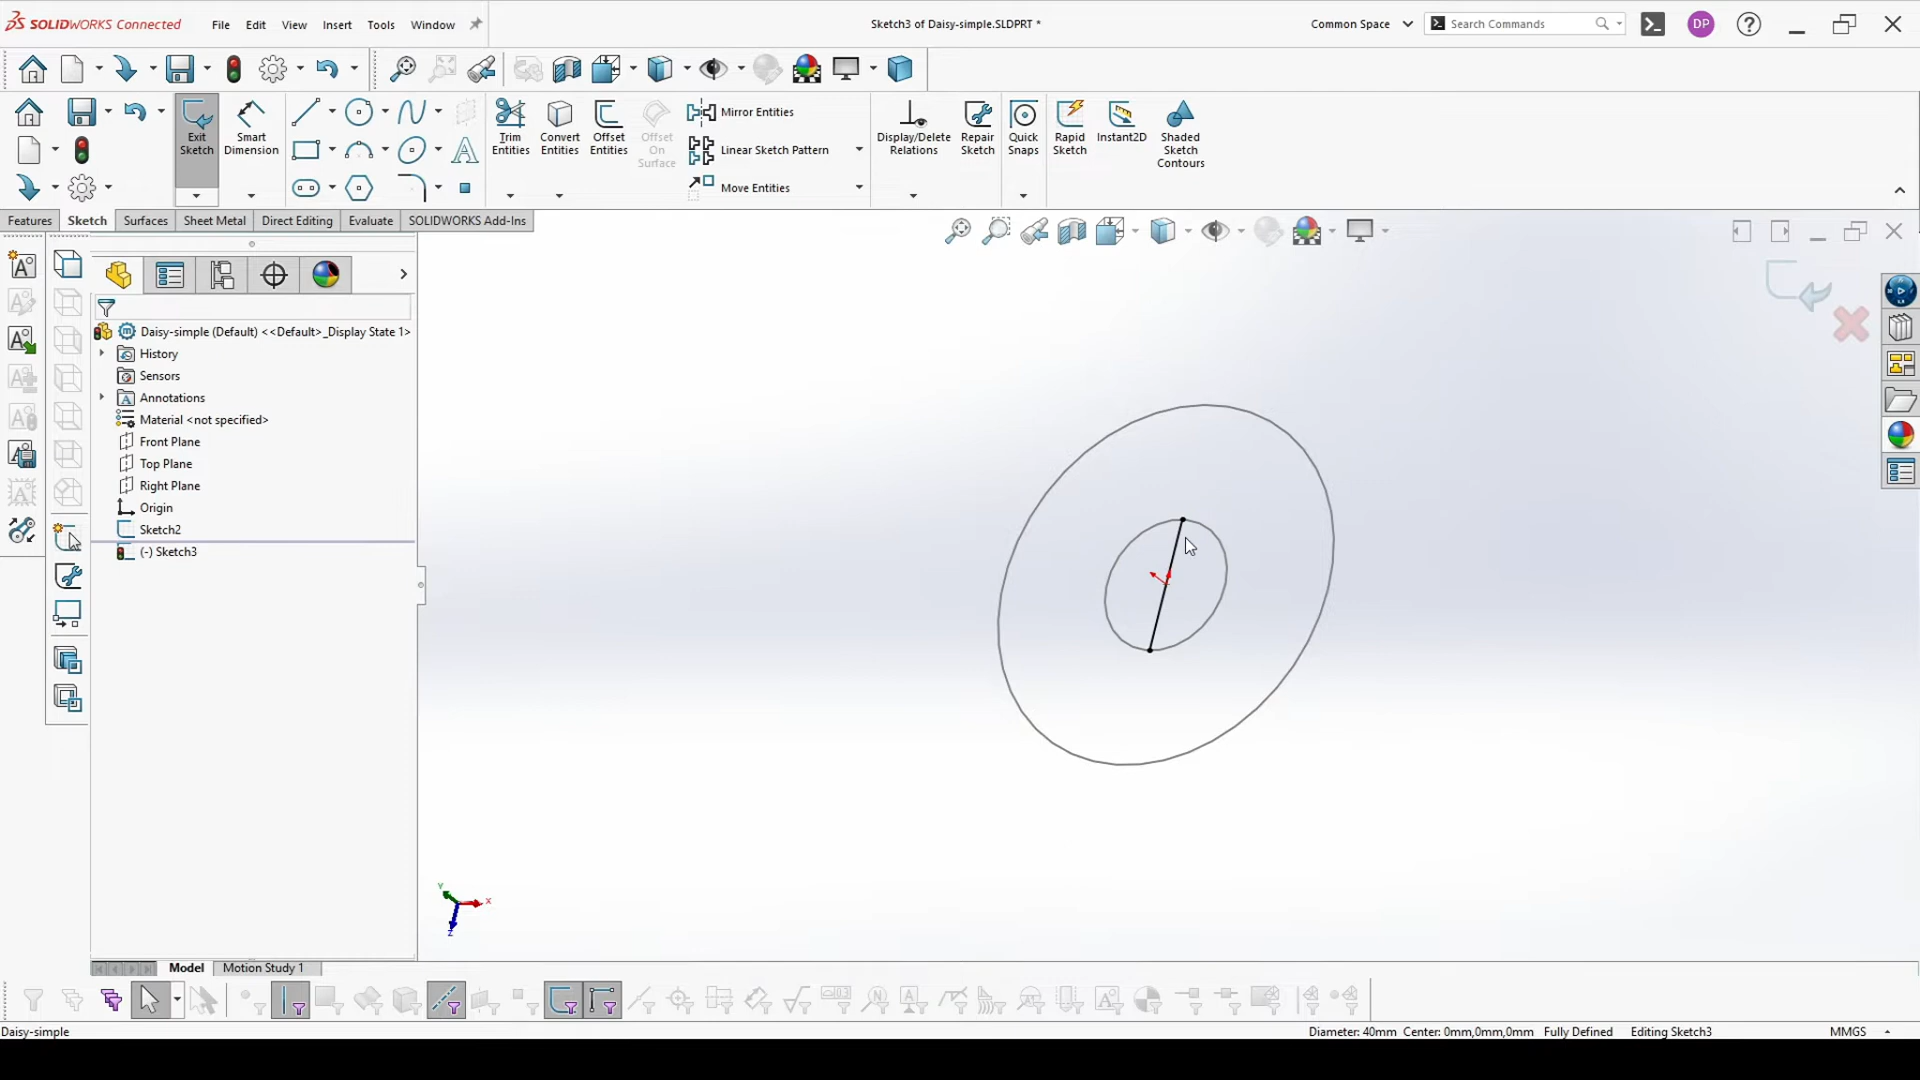 SOLIDWORKS Connected File Edit View Insert Tools Window Sketch3 of Daisy-simple.SLDPRT * Common Space Search Commands DP
Exit Sketch
Smart Dimension
Trim Entities
Convert Entities
Offset Entities
Offset On Surface
Mirror Entities
Linear Sketch Pattern
Move Entities
Display/Delete Relations
Repair Sketch
Quick Snaps
Rapid Sketch
Instant2D
Shaded Sketch Contours
Features Sketch Surfaces Sheet Metal Direct Editing Evaluate SOLIDWORKS Add-Ins
Daisy-simple (Default) <<Default>_Display State 1>
History
Sensors
Annotations
Material <not specified>
Front Plane
Top Plane
Right Plane
Origin
Sketch2
(-) Sketch3
Y
X
Z
Model Motion Study 1
Daisy-simple Diameter: 40mm Center: 0mm,0mm,0mm Fully Defined Editing Sketch3 MMGS